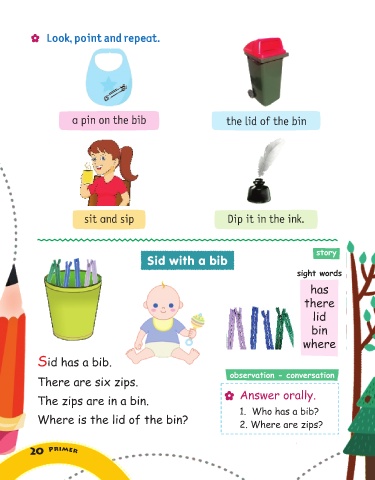 Look, point and repeat.
a pin on the bib
the lid of the bin
sit and sip
Dip it in the ink.
story
Sid with a bib
sight words
has
there
lid
bin
where
Sid has a bib.
There are six zips.
The zips are in a bin.
Where is the lid of the bin?
observation - conversation
Answer orally.
1. Who has a bib?
2. Where are zips?
20 PRIMER